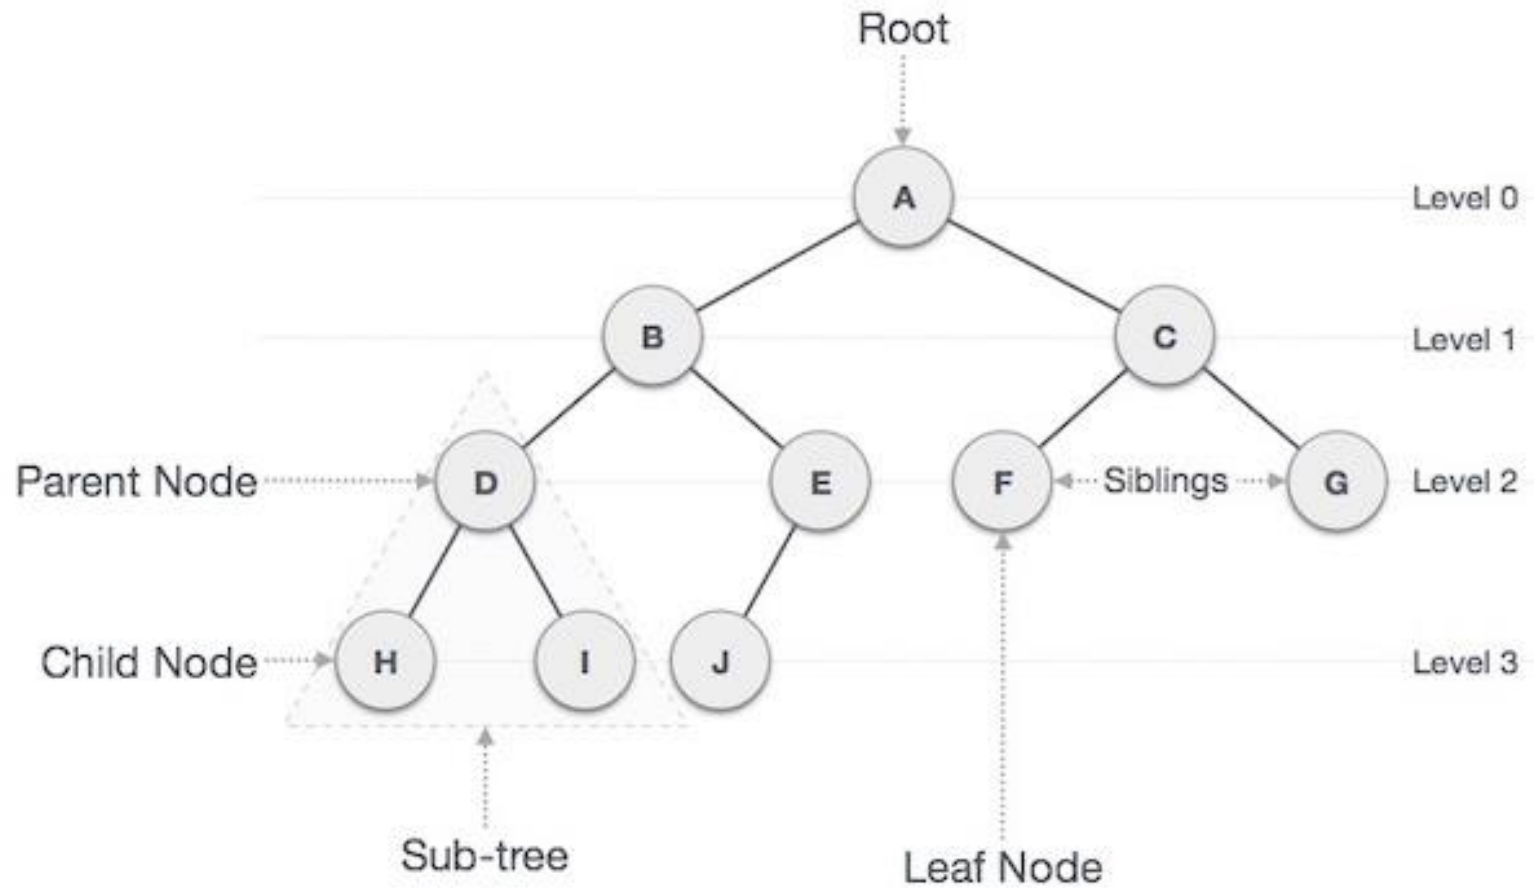 Root
A
Level 0
B
C
Level 1
Parent Node
D
E
F
Siblings
G
Level 2
Child Node
H
I
J
Level 3
Sub-tree
Leaf Node